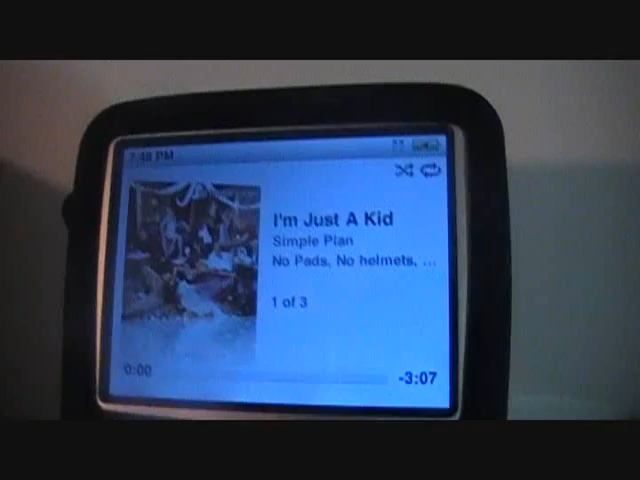 7:48 PM
I'm Just A Kid
Simple Plan
No Pads, No helmets, ...
1 of 3
0:00
-3:07